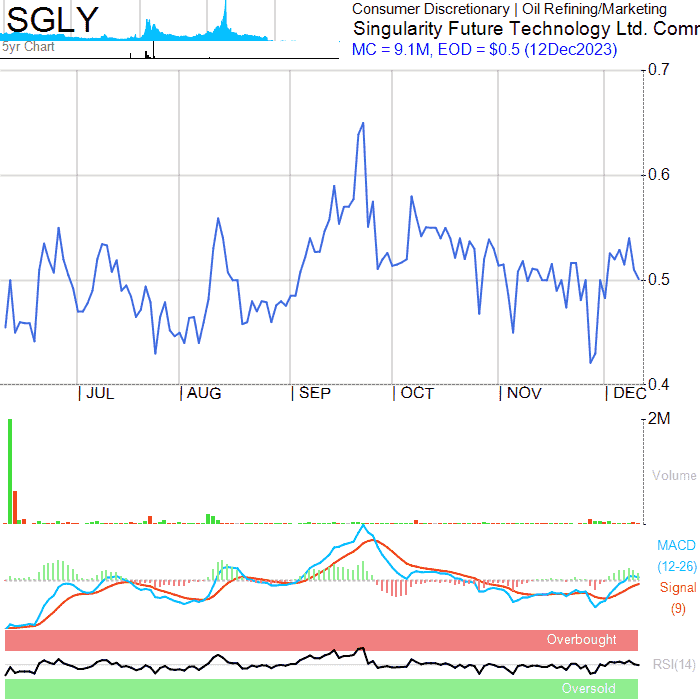 SGLY
5yr Chart
Consumer Discretionary | Oil Refining/Marketing
Singularity Future Technology Ltd. Comm
MC = 9.1M, EOD = $0.5 (12Dec2023)
0.7
0.6
0.5
0.4
| JUL | AUG | SEP | OCT | NOV | DEC
2M
Volume
MACD
(12-26)
Signal
(9)
Overbought
RSI(14)
Oversold